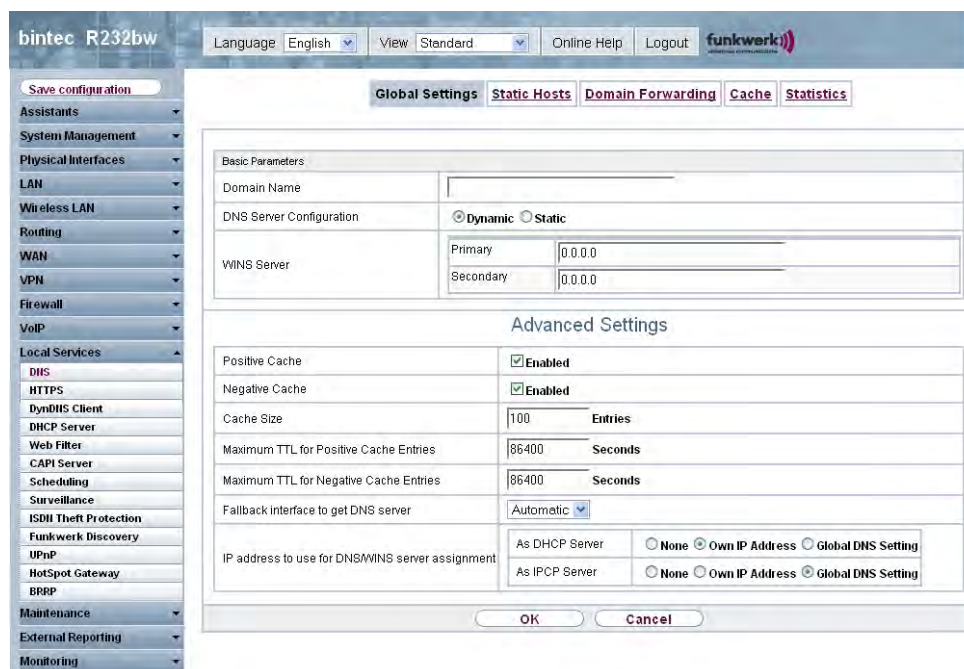 bintec R232bw
Language English View Standard Online Help Logout funkwerk
Save configuration
Assistants
System Management
Physical Interfaces
LAN
Wireless LAN
Routing
WAN
VPN
Firewall
VoIP
Local Services
DNS
HTTPS
DynDNS Client
DHCP Server
Web Filter
CAPI Server
Scheduling
Surveillance
ISDN Theft Protection
Funkwerk Discovery
UPnP
HotSpot Gateway
BRRP
Maintenance
External Reporting
Monitoring
Global Settings Static Hosts Domain Forwarding Cache Statistics
Basic Parameters
Domain Name
DNS Server Configuration Dynamic Static
WINS Server
Primary 0.0.0.0
Secondary 0.0.0.0
Advanced Settings
Positive Cache Enabled
Negative Cache Enabled
Cache Size 100 Entries
Maximum TTL for Positive Cache Entries 86400 Seconds
Maximum TTL for Negative Cache Entries 86400 Seconds
Fallback interface to get DNS server Automatic
IP address to use for DNS/WINS server assignment
As DHCP Server None Own IP Address Global DNS Setting
As IPCP Server None Own IP Address Global DNS Setting
OK Cancel